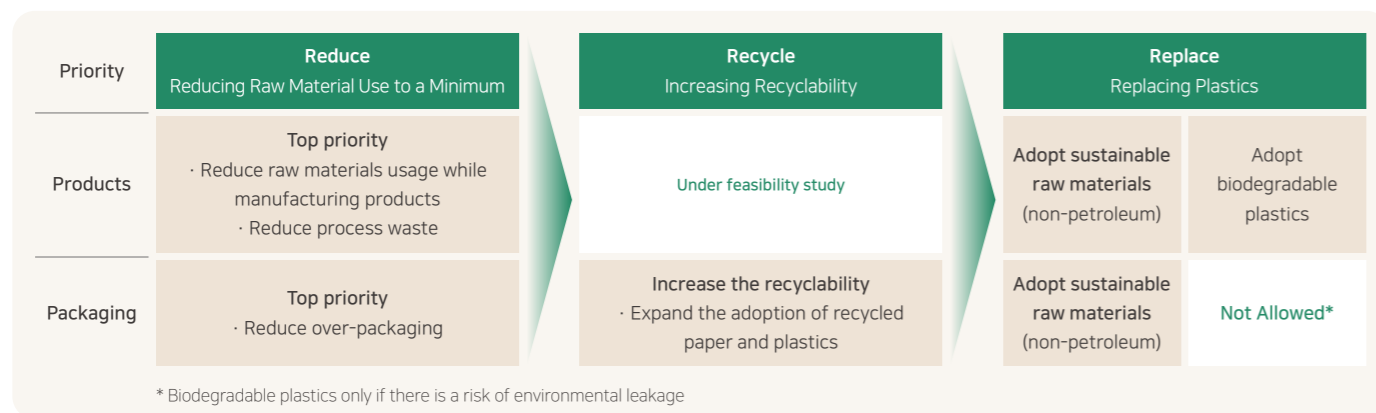 Priority
Reduce
Reducing Raw Material Use to a Minimum
Recycle
Increasing Recyclability
Replace
Replacing Plastics
Products
Top priority
· Reduce raw materials usage while
manufacturing products
· Reduce process waste
Under feasibility study
Adopt sustainable
raw materials
(non-petroleum)
Adopt
biodegradable
plastics
Packaging
Top priority
· Reduce over-packaging
Increase the recyclability
· Expand the adoption of recycled
paper and plastics
Adopt sustainable
raw materials
(non-petroleum)
Not Allowed*
* Biodegradable plastics only if there is a risk of environmental leakage